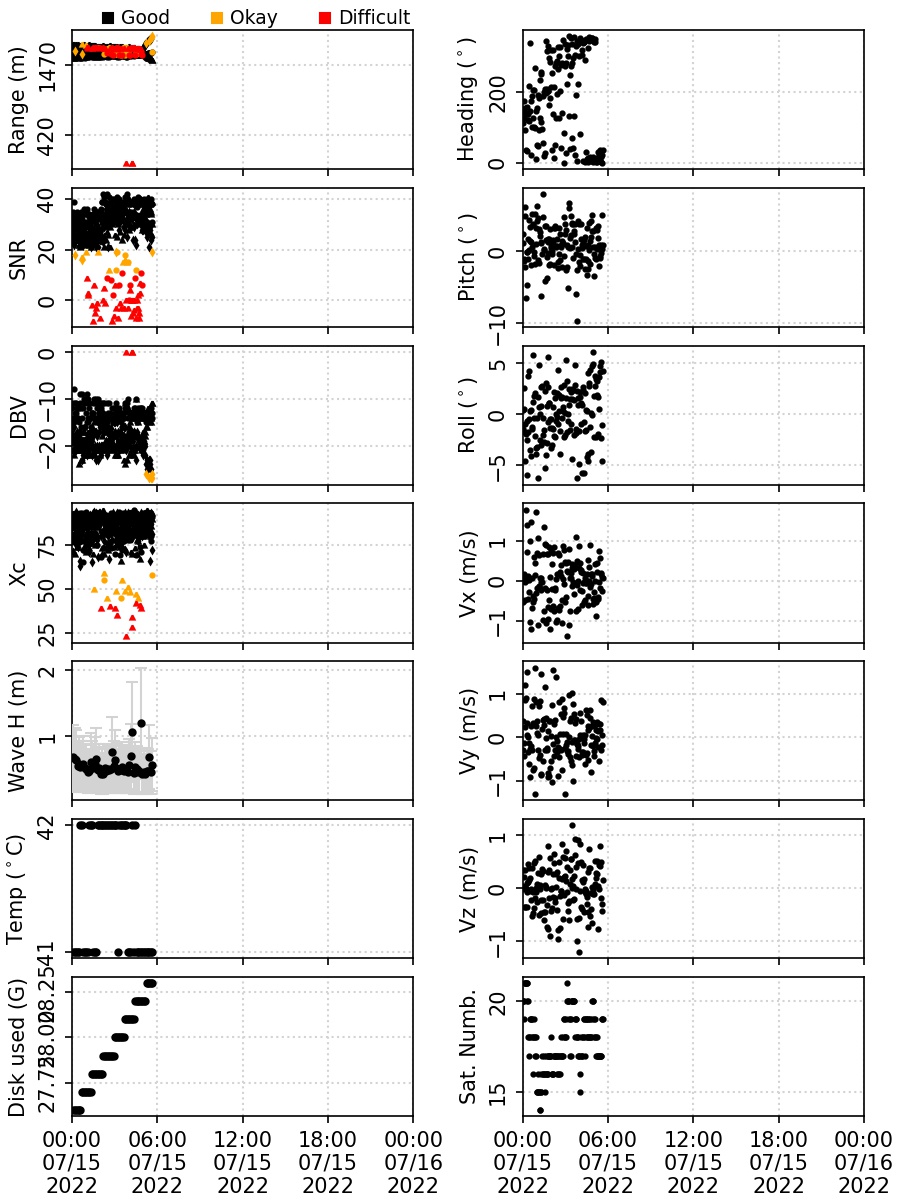 Good Okay Difficult
Range (m)
1470
420
Heading (°)
200
0
SNR
40
20
0
Pitch (°)
0
−10
DBV
0
−10
−20
Roll (°)
5
0
−5
Xc
75
50
25
Vx (m/s)
1
0
−1
Wave H (m)
2
1
Vy (m/s)
1
0
−1
Temp (°C)
42
41
Vz (m/s)
1
0
−1
Disk used (G)
28.25
28.00
27.75
Sat. Numb.
20
15
00:00 06:00 12:00 18:00 00:00
07/15 07/15 07/15 07/15 07/16
2022 2022 2022 2022 2022
00:00 06:00 12:00 18:00 00:00
07/15 07/15 07/15 07/15 07/16
2022 2022 2022 2022 2022